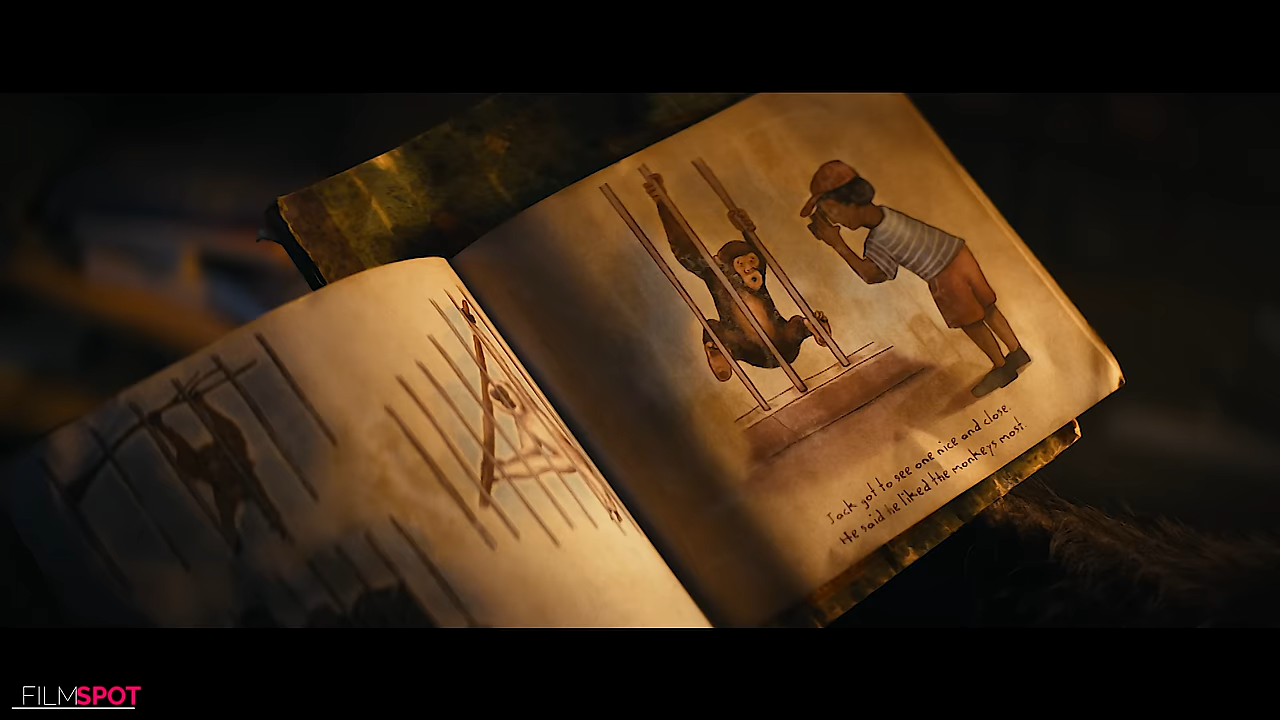 Jack got to see one nice and close.
He said he liked the monkeys most.
FILMSPOT